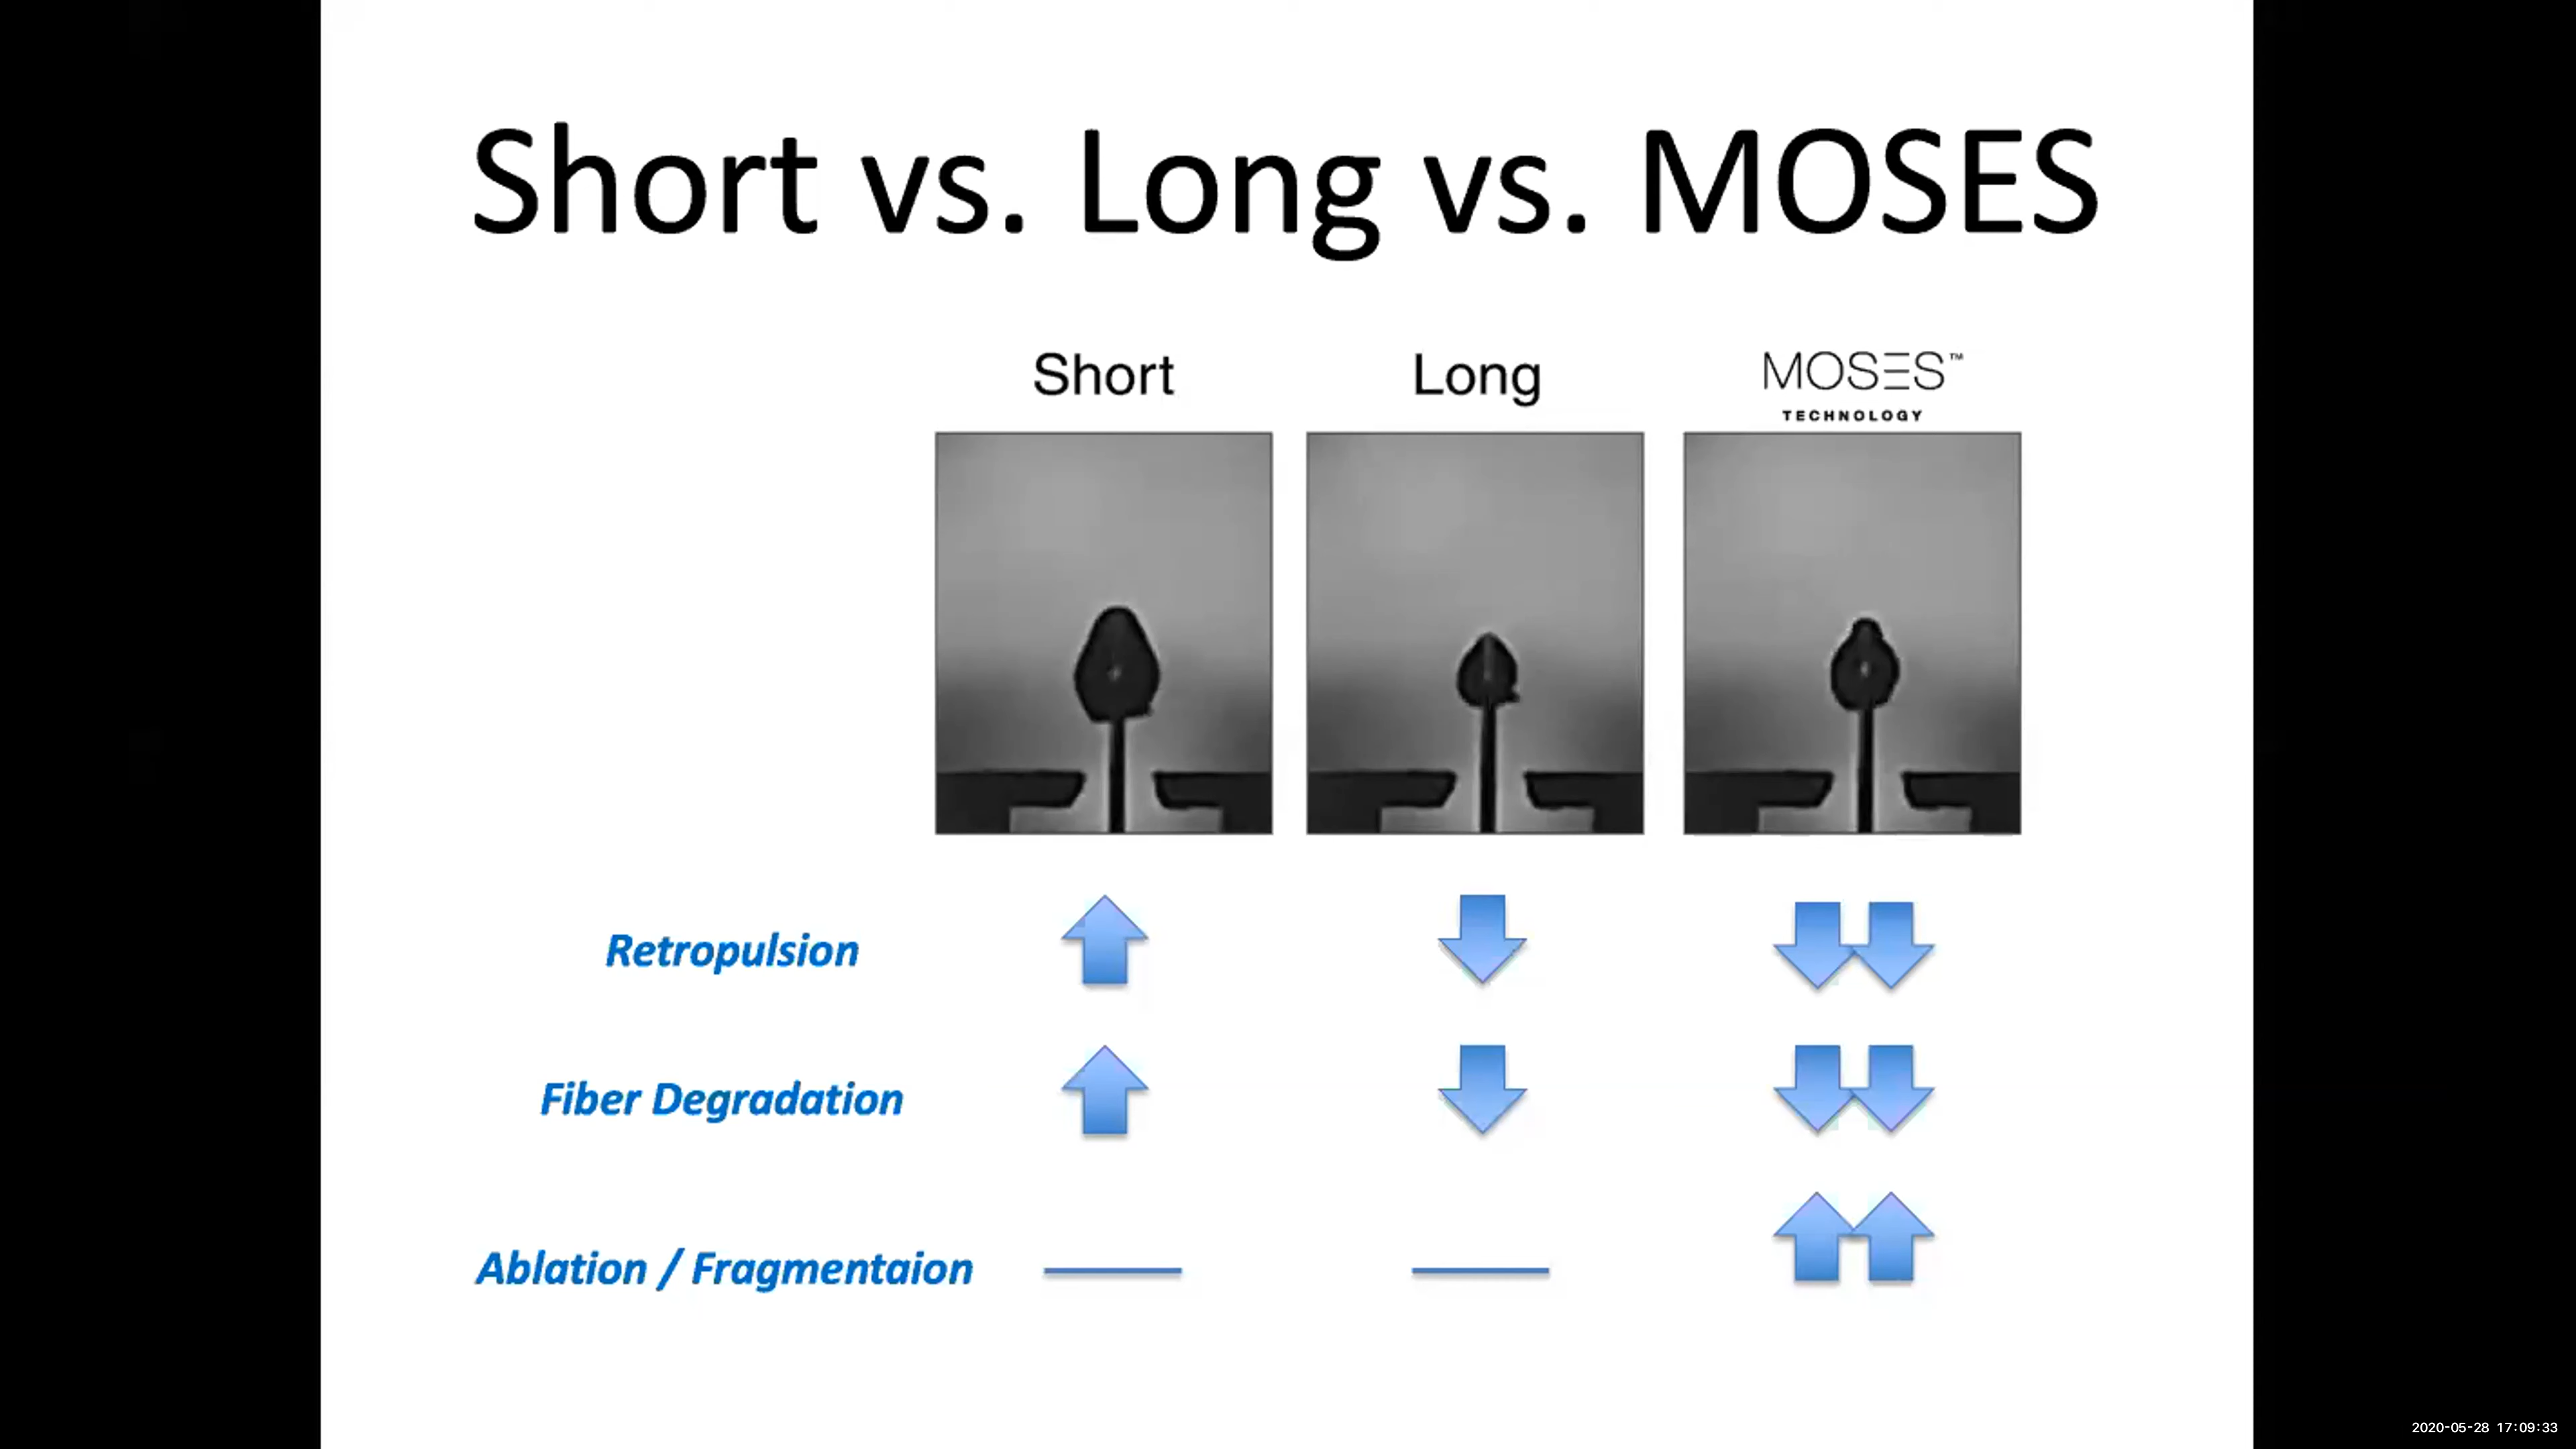 Short vs. Long vs. MOSES
Short
Long
MOSES™
TECHNOLOGY
Retropulsion
Fiber Degradation
Ablation / Fragmentaion
2020-05-28 17:09:33